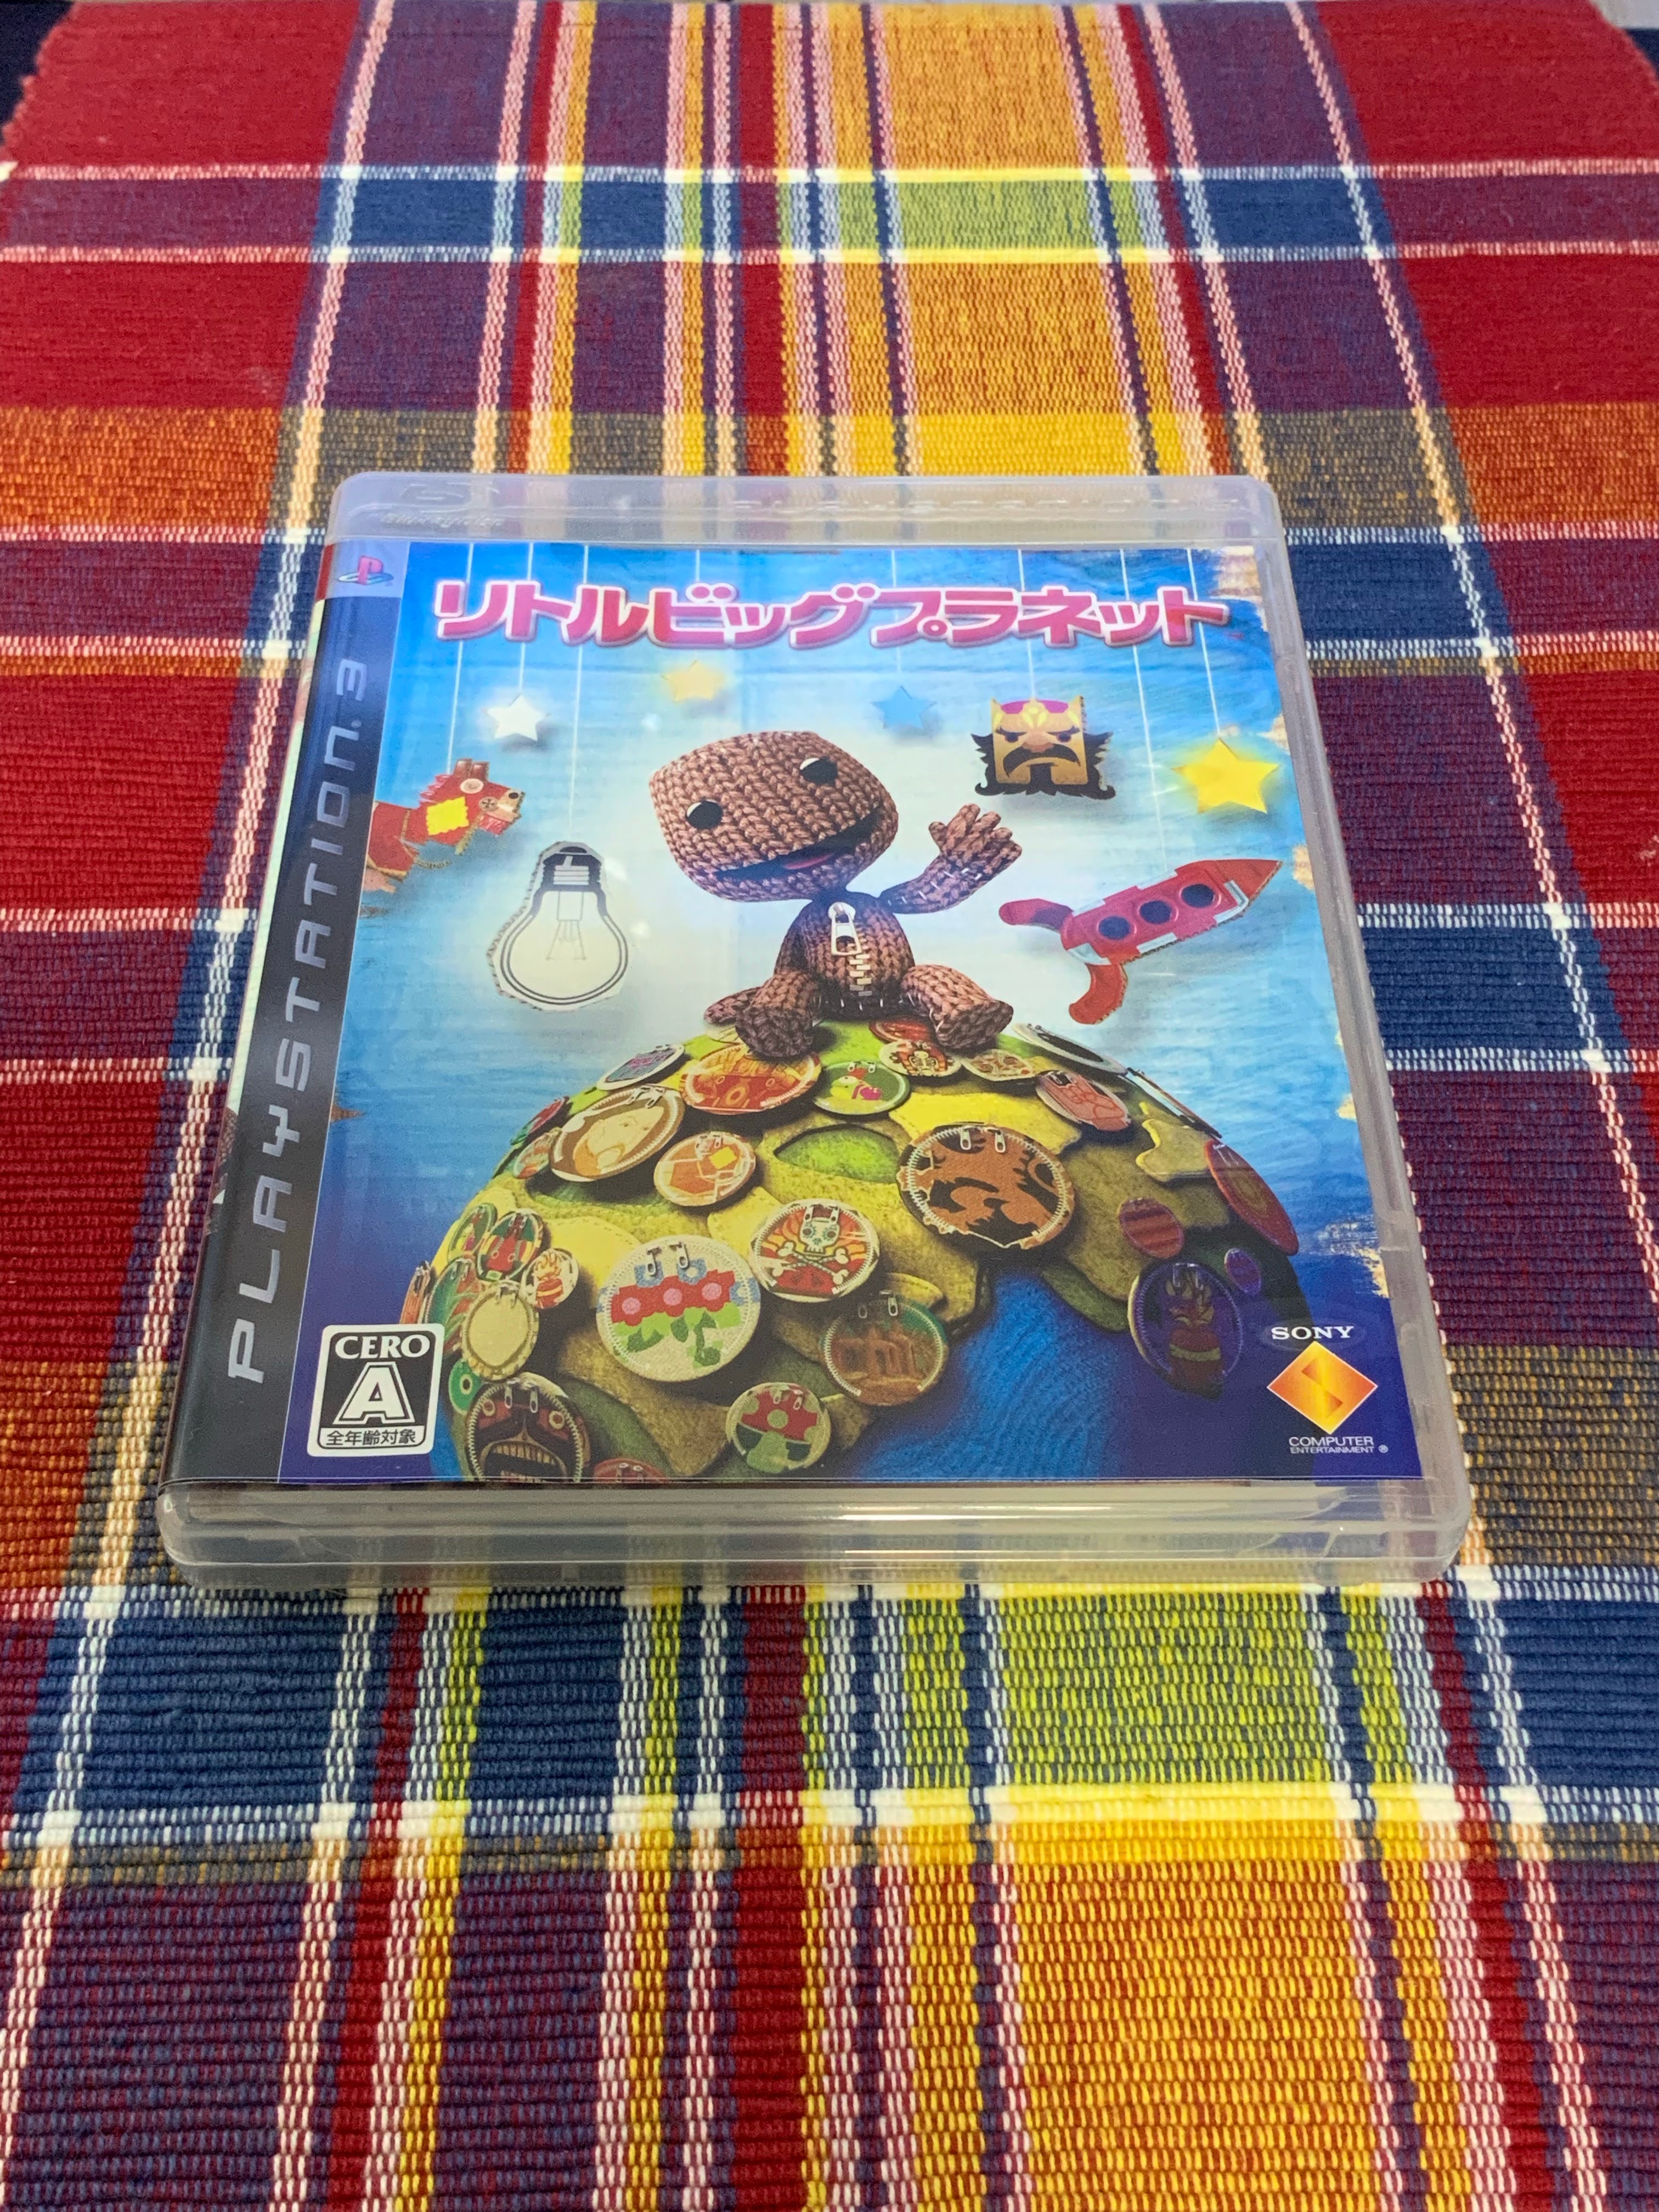 リトルビッグプラネット
PLAYSTATION.3
CERO
A
全年齢対象
SONY
COMPUTER
ENTERTAINMENT ®